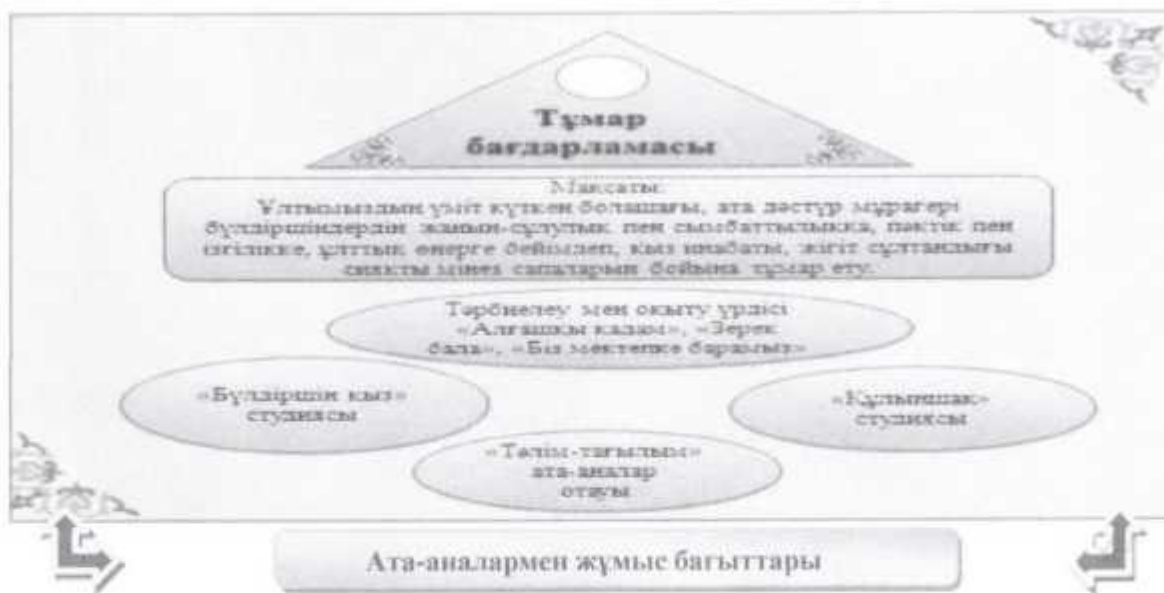 Тұмар
бағдарламасы
Мақсаты:
Ұлтымыздың үміт күткен болашағы, ата дәстүр мұрагері
бүлдіршіндердің жанын-сұлулық пен сымбаттылыққа, пәктік пен
ізгілікке, ұлттық өнерге бейімдеп, қыз инабаты, жігіт сұлтандығы
сияқты мінез сапаларын бойына тұмар ету.
Тәрбиелеу мен оқыту үрдісі
«Алғашқы қадам», «Зерек
бала», «Біз мектепке барамыз»
«Бүлдіршін қыз»
студиясы
«Құлыншақ»
студиясы
«Тәлім-тағылым»
ата-аналар
отауы
Ата-аналармен жұмыс бағыттары